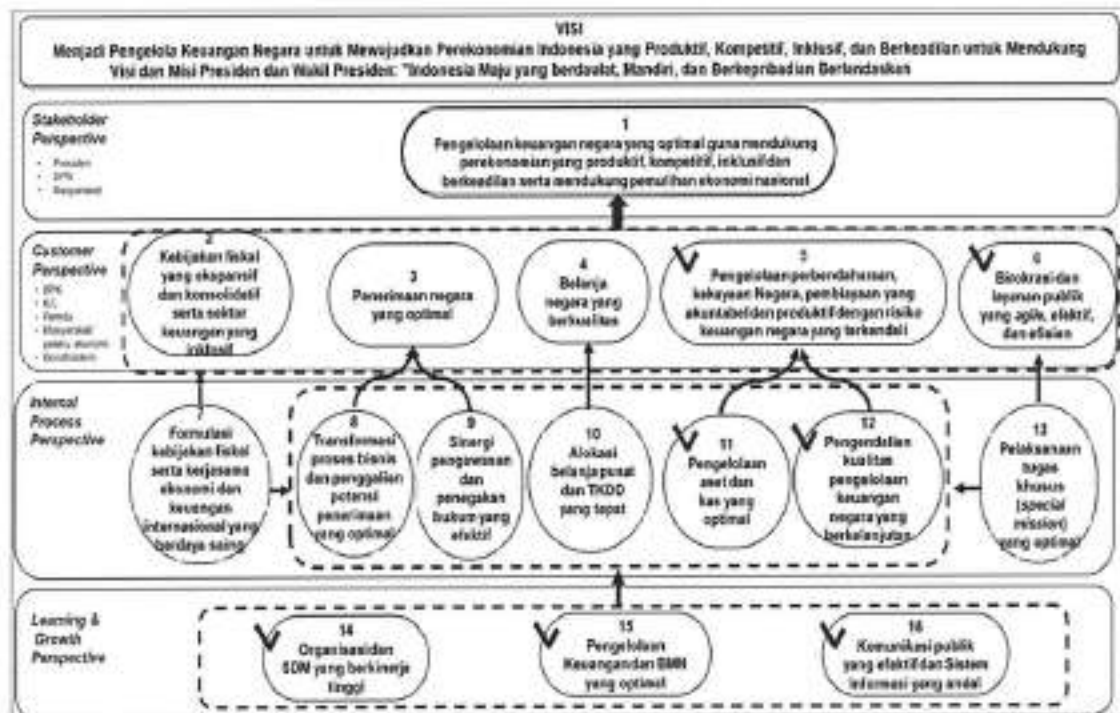 VISI
Menjadi Pengelola Keuangan Negara untuk Mewujudkan Perekonomian Indonesia yang Produktif, Kompetitif, Inklusif, dan Berkeadilan untuk Mendukung
Visi dan Misi Presiden dan Wakil Presiden: "Indonesia Maju yang berdaulat, Mandiri, dan Berkepribadian Berlandaskan
Stakeholder
Perspective
• Presiden
• DPR
1
Pengelolaan keuangan negara yang optimal guna mendukung
perekonomian yang produktif, kompetitif, inklusif dan
berkeadilan serta mendukung pemulihan ekonomi nasional
Customer
Perspective
2
Kebijakan fiskal
yang ekspansif
dan konsolidatif
serta sektor
keuangan yang
inklusif
3
Penerimaan negara
yang optimal
4
Belanja
negara yang
berkualitas
5
Pengelolaan perbendaharaan,
kekayaan Negara, pembiayaan yang
akuntabel dan produktif dengan risiko
keuangan negara yang terkendali
6
Birokrasi dan
layanan publik
yang agile, efektif,
dan efisien
Internal
Process
Perspective
7
Formulasi
kebijakan fiskal
serta kerjasama
ekonomi dan
keuangan
internasional yang
berdaya saing
8
Transformasi
proses bisnis
dan penggalian
potensi
penerimaan
yang optimal
9
Sinergi
pengawasan
dan
penegakan
hukum yang
efektif
10
Alokasi
belanja pusat
dan TKDD
yang tepat
11
Pengelolaan
aset dan
kas yang
optimal
12
Pengendalian
kualitas
pengelolaan
keuangan
negara yang
berkelanjutan
13
Pelaksanaan
tugas
khusus
(special
mission)
yang optimal
Learning &
Growth
Perspective
14
Organisasi dan
SDM yang berkinerja
tinggi
15
Pengelolaan
Keuangan dan BMN
yang optimal
16
Komunikasi publik
yang efektif dan Sistem
Informasi yang andal